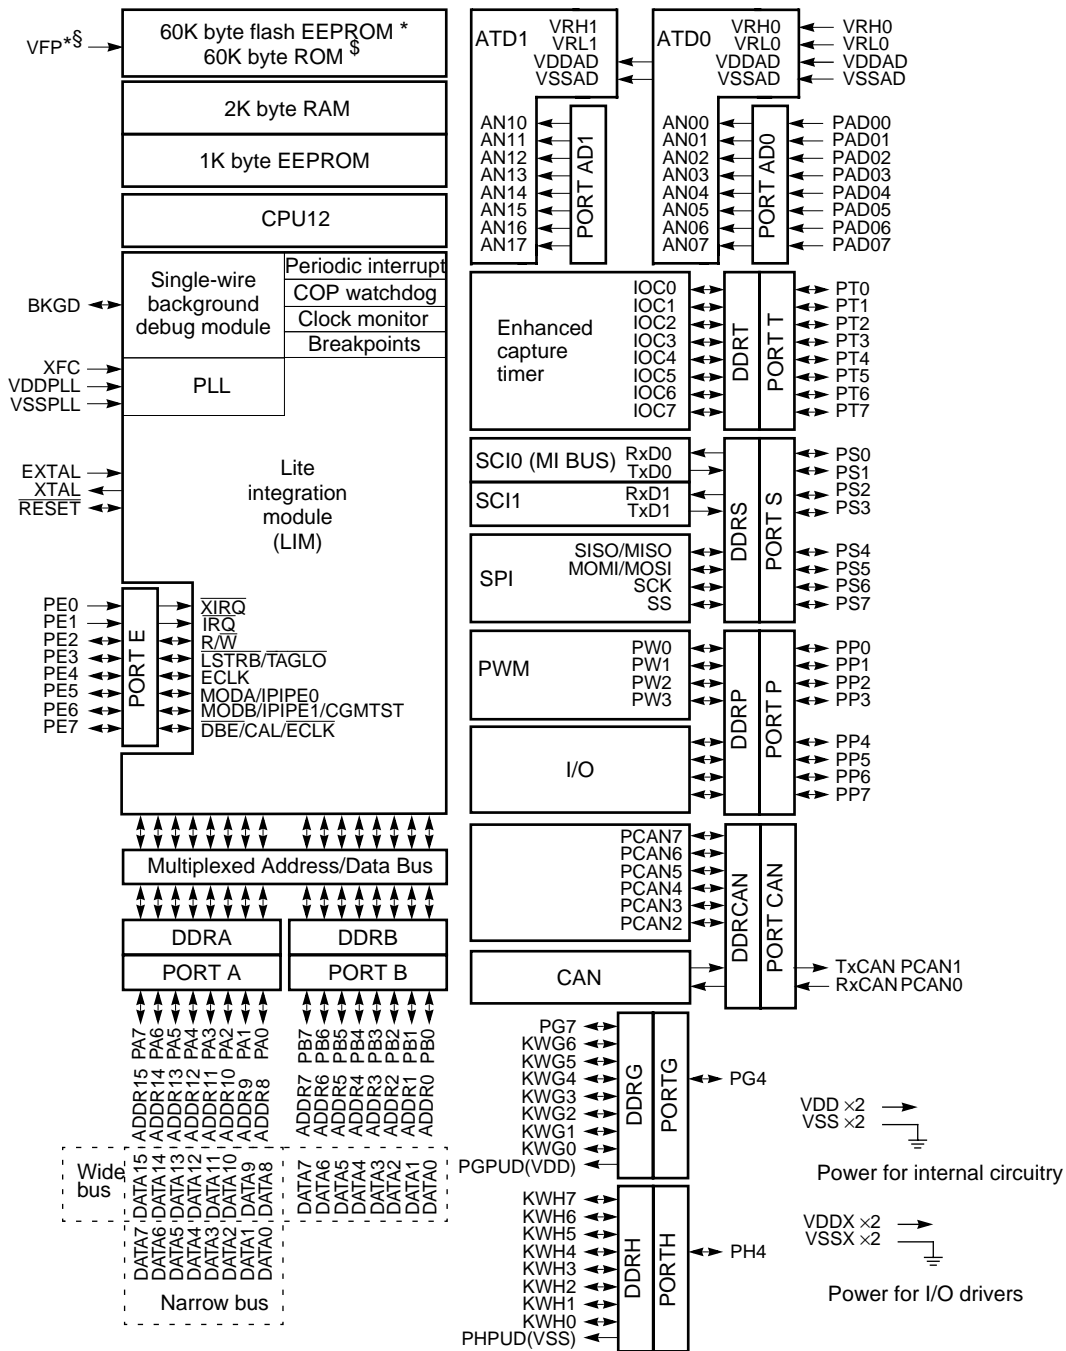 VFP*§
60K byte flash EEPROM *
60K byte ROM $
2K byte RAM
1K byte EEPROM
CPU12
BKGD
Single-wire
background
debug module
Periodic interrupt
COP watchdog
Clock monitor
Breakpoints
XFC
VDDPLL
VSSPLL
PLL
EXTAL
XTAL
RESET
Lite
integration
module
(LIM)
PE0
PE1
PE2
PE3
PE4
PE5
PE6
PE7
PORT E
XIRQ
IRQ
R/W
LSTRB/TAGLO
ECLK
MODA/IPIPE0
MODB/IPIPE1/CGMTST
DBE/CAL/ECLK
Multiplexed Address/Data Bus
DDRA
DDRB
PORT A
PORT B
PA7
PA6
PA5
PA4
PA3
PA2
PA1
PA0
PB7
PB6
PB5
PB4
PB3
PB2
PB1
PB0
ADDR15
ADDR14
ADDR13
ADDR12
ADDR11
ADDR10
ADDR9
ADDR8
ADDR7
ADDR6
ADDR5
ADDR4
ADDR3
ADDR2
ADDR1
ADDR0
Wide
bus
DATA15
DATA14
DATA13
DATA12
DATA11
DATA10
DATA9
DATA8
DATA7
DATA6
DATA5
DATA4
DATA3
DATA2
DATA1
DATA0
DATA7
DATA6
DATA5
DATA4
DATA3
DATA2
DATA1
DATA0
Narrow bus
ATD1
VRH1
VRL1
VDDAD
VSSAD
AN10
AN11
AN12
AN13
AN14
AN15
AN16
AN17
PORT AD1
ATD0
VRH0
VRL0
VDDAD
VSSAD
VRH0
VRL0
VDDAD
VSSAD
AN00
AN01
AN02
AN03
AN04
AN05
AN06
AN07
PORT AD0
PAD00
PAD01
PAD02
PAD03
PAD04
PAD05
PAD06
PAD07
Enhanced
capture
timer
IOC0
IOC1
IOC2
IOC3
IOC4
IOC5
IOC6
IOC7
DDRT
PORT T
PT0
PT1
PT2
PT3
PT4
PT5
PT6
PT7
SCI0 (MI BUS)
RxD0
TxD0
SCI1
RxD1
TxD1
SPI
SISO/MISO
MOMI/MOSI
SCK
SS
DDRS
PORT S
PS0
PS1
PS2
PS3
PS4
PS5
PS6
PS7
PWM
PW0
PW1
PW2
PW3
I/O
DDRP
PORT P
PP0
PP1
PP2
PP3
PP4
PP5
PP6
PP7
PCAN7
PCAN6
PCAN5
PCAN4
PCAN3
PCAN2
CAN
DDRCAN
PORT CAN
TxCAN PCAN1
RxCAN PCAN0
PG7
KWG6
KWG5
KWG4
KWG3
KWG2
KWG1
KWG0
PGPUD(VDD)
DDRG
PORTG
PG4
KWH7
KWH6
KWH5
KWH4
KWH3
KWH2
KWH1
KWH0
PHPUD(VSS)
DDRH
PORTH
PH4
VDD ×2
VSS ×2
Power for internal circuitry
VDDX ×2
VSSX ×2
Power for I/O drivers